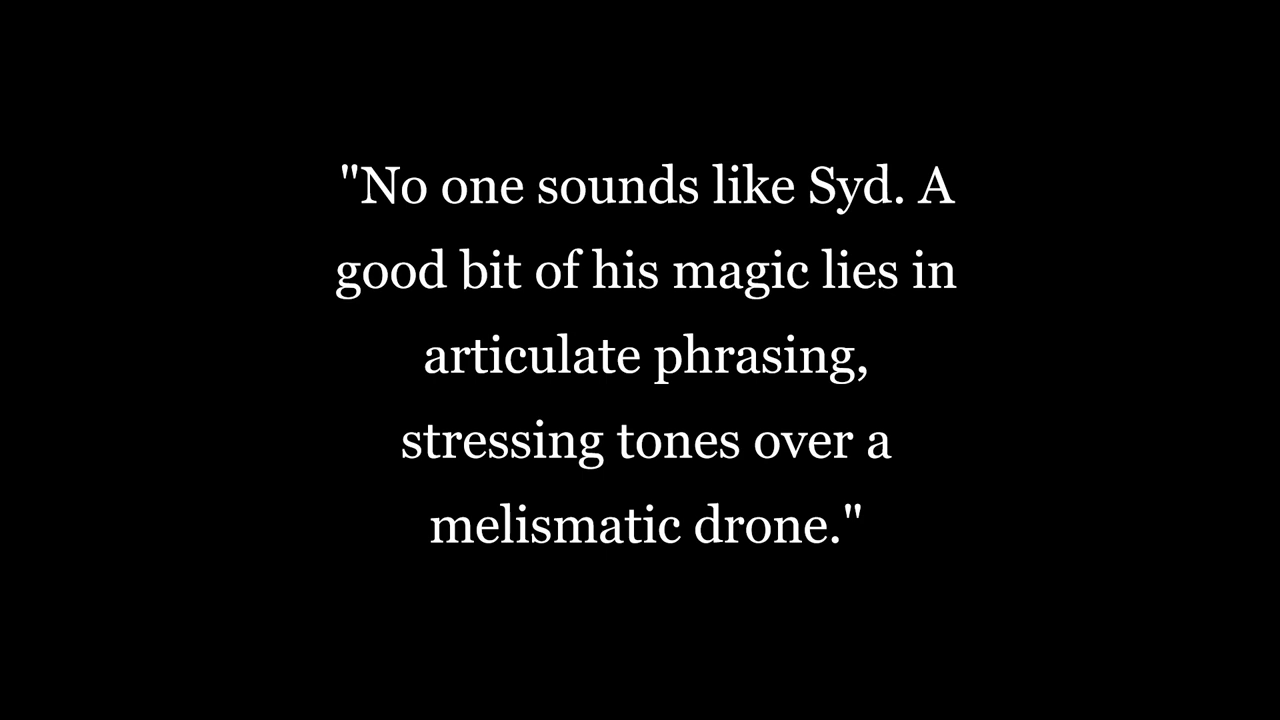 "No one sounds like Syd. A
good bit of his magic lies in
articulate phrasing,
stressing tones over a
melismatic drone."